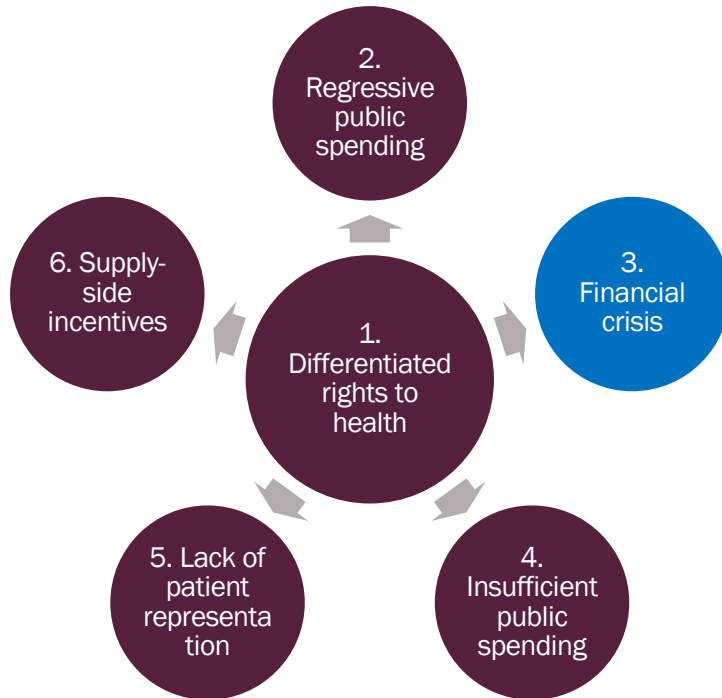 2.
Regressive
public
spending
6. Supply-
side
incentives
3.
Financial
crisis
1.
Differentiated
rights to
health
5. Lack of
patient
representa
tion
4.
Insufficient
public
spending